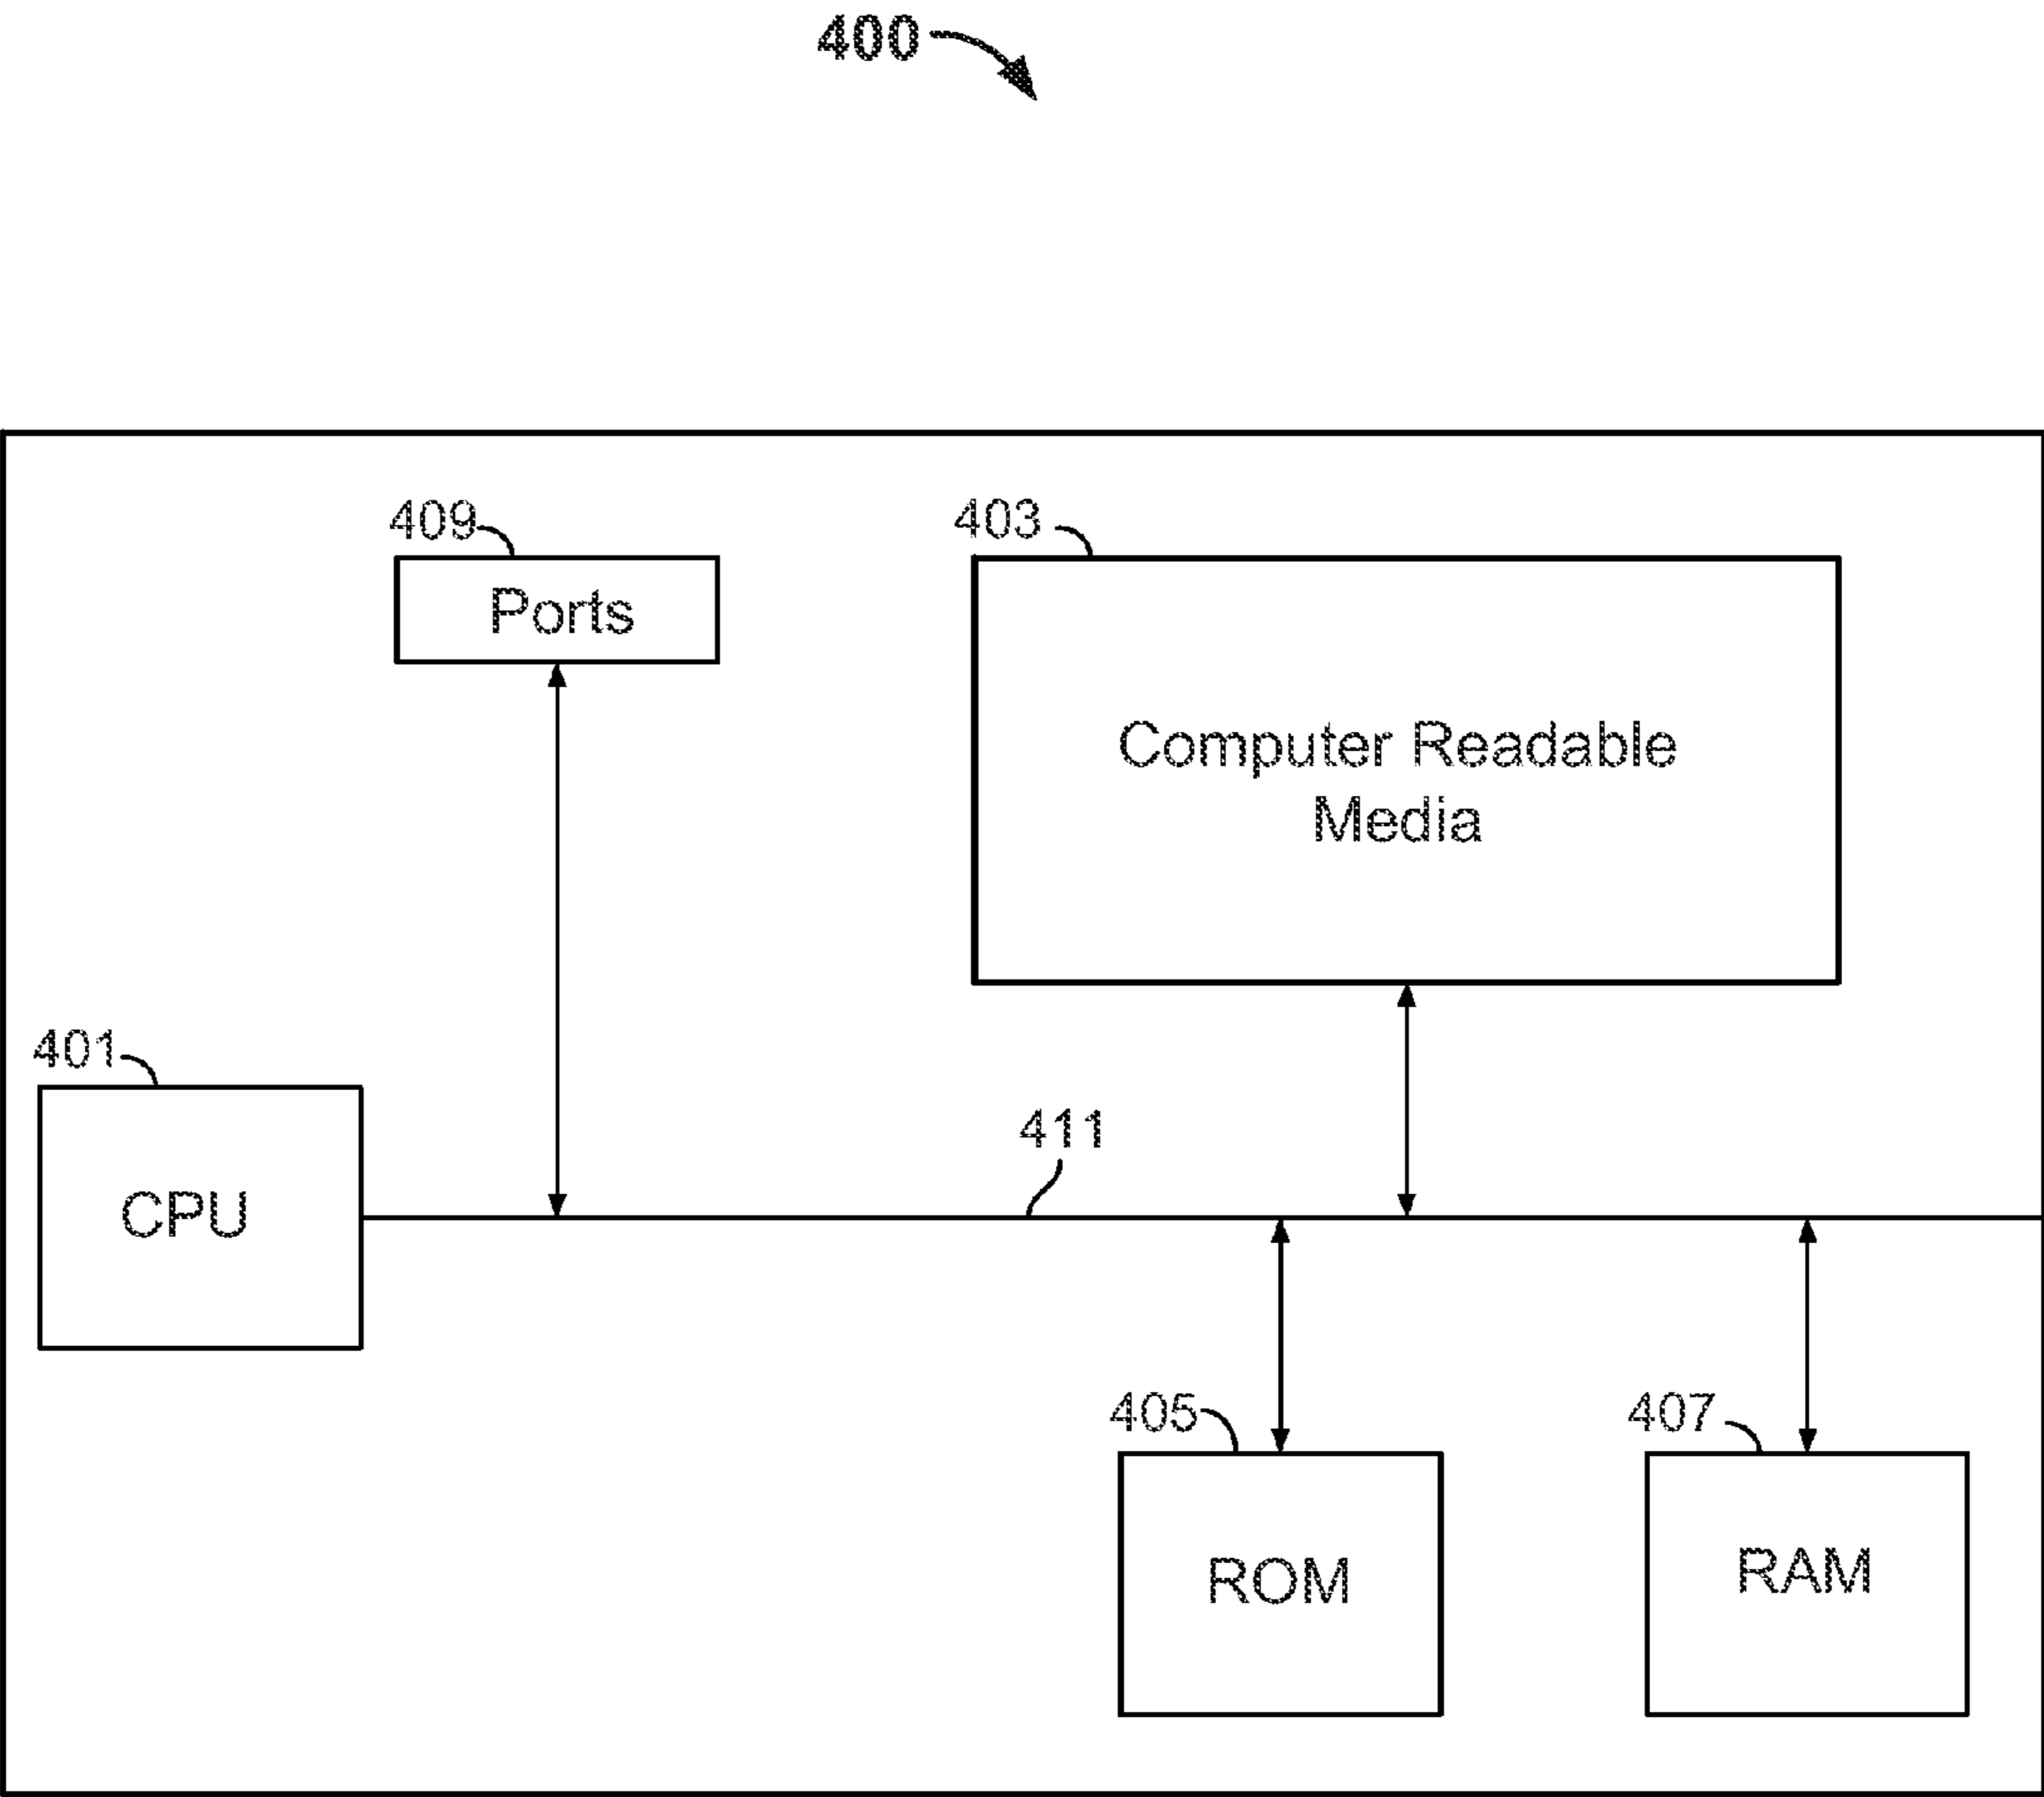 400
409
Ports
403
Computer Readable
Media
401
CPU
411
405
ROM
407
RAM